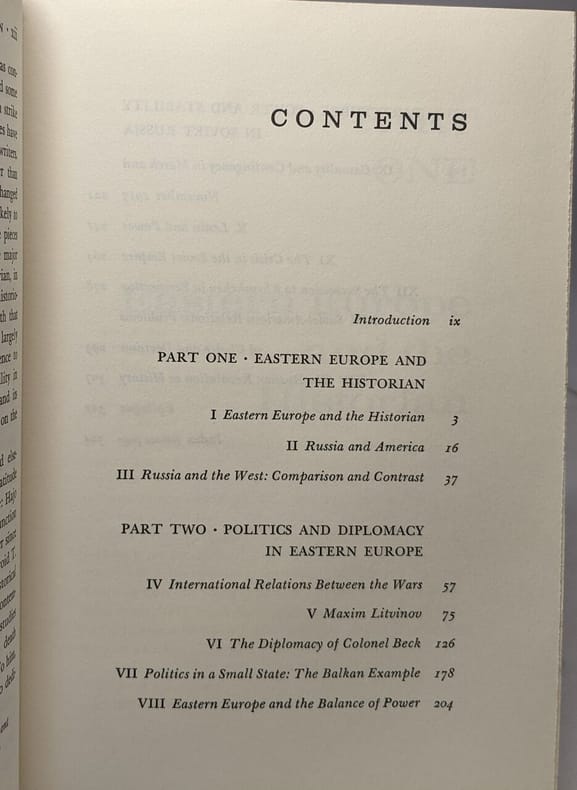 CONTENTS
Introduction ix
PART ONE · EASTERN EUROPE AND
THE HISTORIAN
I Eastern Europe and the Historian 3
II Russia and America 16
III Russia and the West: Comparison and Contrast 37
PART TWO · POLITICS AND DIPLOMACY
IN EASTERN EUROPE
IV International Relations Between the Wars 57
V Maxim Litvinov 75
VI The Diplomacy of Colonel Beck 126
VII Politics in a Small State: The Balkan Example 178
VIII Eastern Europe and the Balance of Power 204